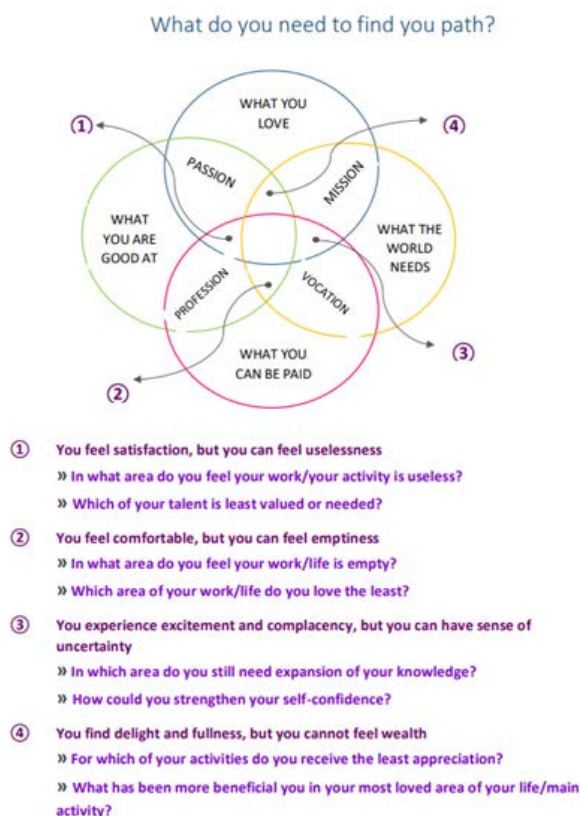 What do you need to find you path?
WHAT YOU
LOVE
①
④
PASSION
MISSION
WHAT
YOU ARE
GOOD AT
WHAT THE
WORLD
NEEDS
PROFESSION
VOCATION
WHAT YOU
CAN BE PAID
③
②
① You feel satisfaction, but you can feel uselessness
» In what area do you feel your work/your activity is useless?
» Which of your talent is least valued or needed?
② You feel comfortable, but you can feel emptiness
» In what area do you feel your work/life is empty?
» Which area of your work/life do you love the least?
③ You experience excitement and complacency, but you can have sense of
uncertainty
» In which area do you still need expansion of your knowledge?
» How could you strengthen your self-confidence?
④ You find delight and fullness, but you cannot feel wealth
» For which of your activities do you receive the least appreciation?
» What has been more beneficial you in your most loved area of your life/main
activity?